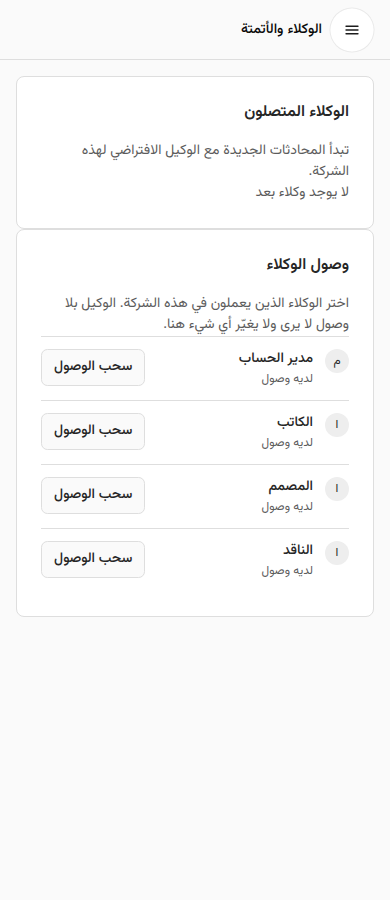 الوكلاء والأتمتة
الوكلاء المتصلون
تبدأ المحادثات الجديدة مع الوكيل الافتراضي لهذه
الشركة.
لا يوجد وكلاء بعد
وصول الوكلاء
اختر الوكلاء الذين يعملون في هذه الشركة. الوكيل بلا
وصول لا يرى ولا يغيّر أي شيء هنا.
م
مدير الحساب
لديه وصول
سحب الوصول
ا
الكاتب
لديه وصول
سحب الوصول
ا
المصمم
لديه وصول
سحب الوصول
ا
الناقد
لديه وصول
سحب الوصول